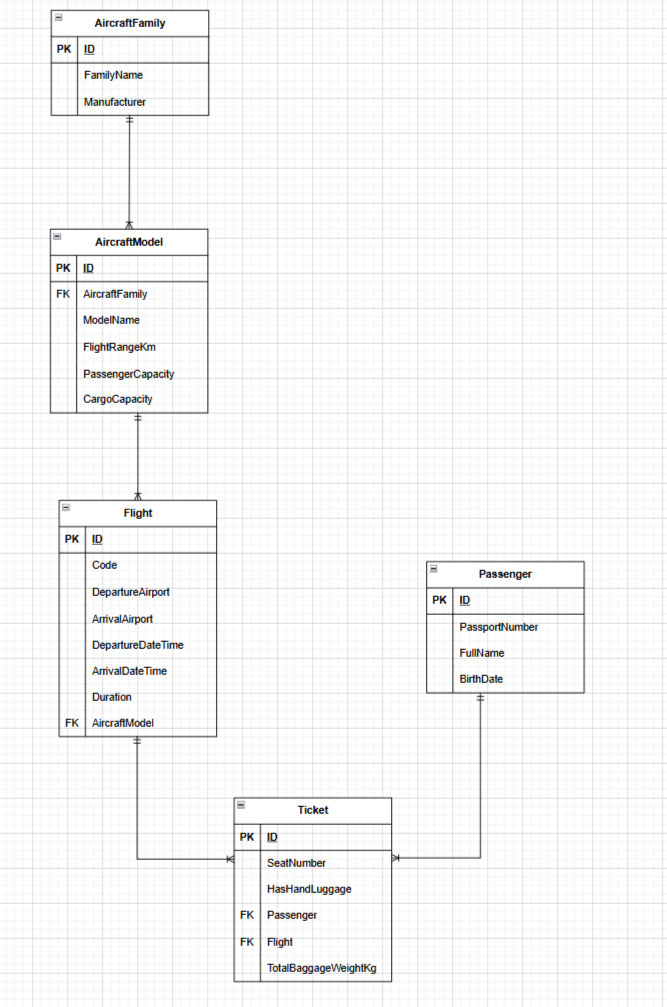 AircraftFamily
PK ID
FamilyName
Manufacturer
AircraftModel
PK ID
FK AircraftFamily
ModelName
FlightRangeKm
PassengerCapacity
CargoCapacity
Flight
PK ID
Code
DepartureAirport
ArrivalAirport
DepartureDateTime
ArrivalDateTime
Duration
FK AircraftModel
Passenger
PK ID
PassportNumber
FullName
BirthDate
Ticket
PK ID
SeatNumber
HasHandLuggage
FK Passenger
FK Flight
TotalBaggageWeightKg